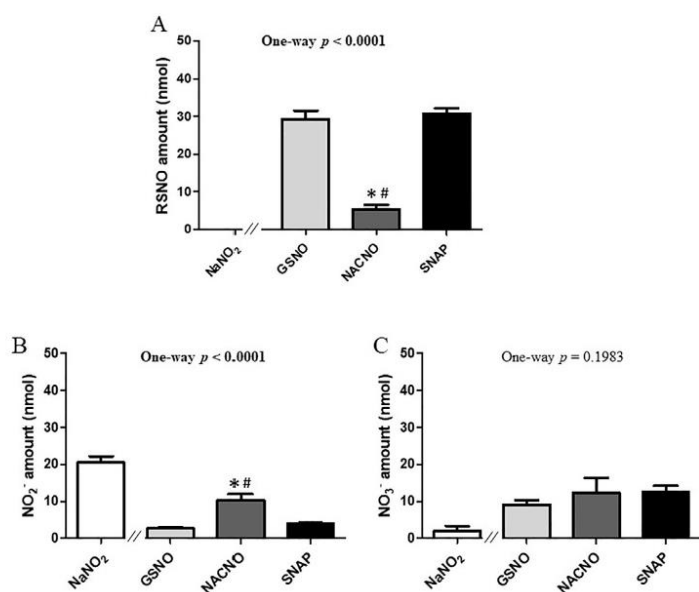 A
One-way p < 0.0001
RSNO amount (nmol)
50
40
30
20
10
0
* #
NaNO₂
//
GSNO
NACNO
SNAP
B
One-way p < 0.0001
NO₂⁻ amount (nmol)
50
40
30
20
10
0
* #
NaNO₂
//
GSNO
NACNO
SNAP
C
One-way p = 0.1983
NO₃⁻ amount (nmol)
50
40
30
20
10
0
NaNO₂
//
GSNO
NACNO
SNAP